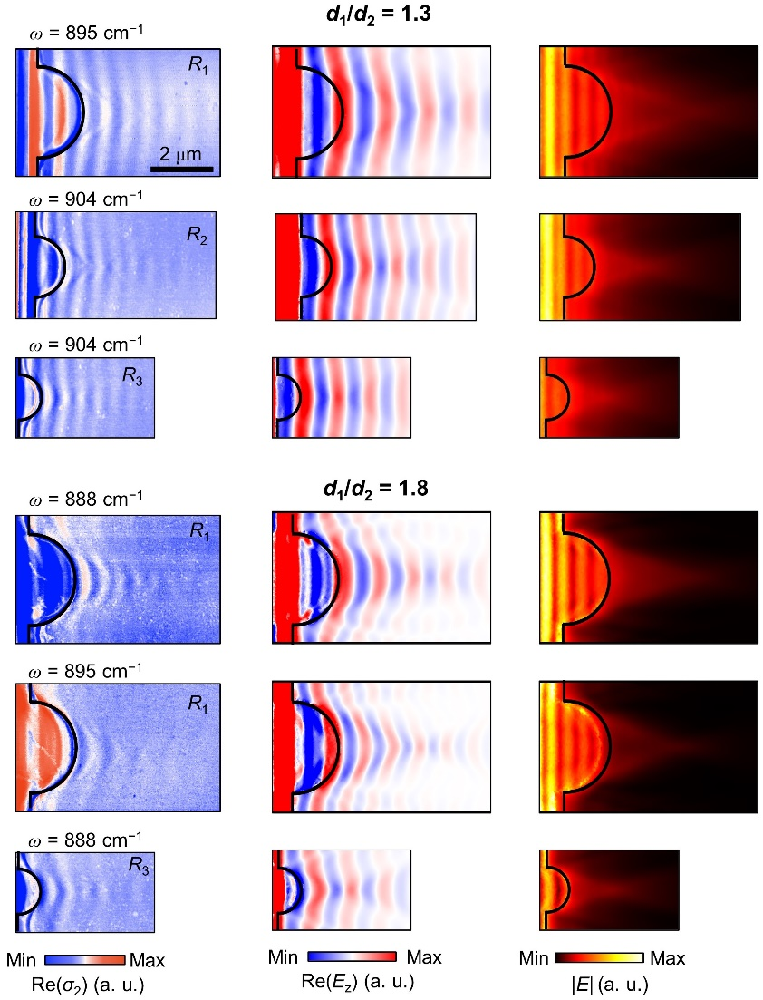 d₁/d₂ = 1.3
ω = 895 cm⁻¹
R₁
2 μm
ω = 904 cm⁻¹
R₂
ω = 904 cm⁻¹
R₃
d₁/d₂ = 1.8
ω = 888 cm⁻¹
R₁
ω = 895 cm⁻¹
R₁
ω = 888 cm⁻¹
R₃
Min Max Min Max Min Max
Re(σ₂) (a. u.) Re(E_z) (a. u.) |E| (a. u.)